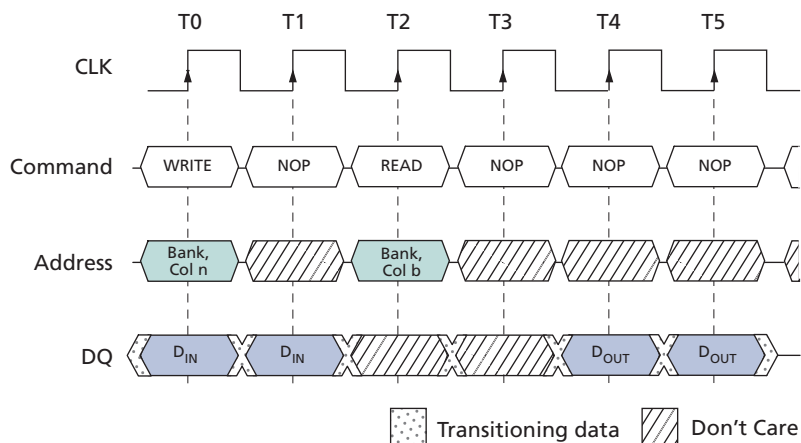 T0 T1 T2 T3 T4 T5
CLK
Command WRITE NOP READ NOP NOP NOP
Address Bank, Col n Bank, Col b
DQ DIN DIN DOUT DOUT
Transitioning data Don't Care